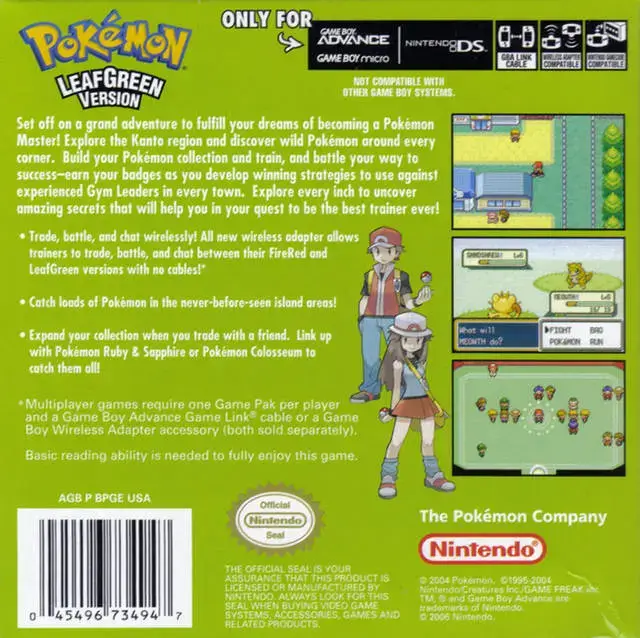 POKéMON
LEAFGREEN
VERSION
ONLY FOR
GAME BOY
ADVANCE
GAME BOY micro
NINTENDO DS
GBA LINK
CABLE
WIRELESS ADAPTER
COMPATIBLE
NINTENDO GAMECUBE
COMPATIBLE
NOT COMPATIBLE WITH
OTHER GAME BOY SYSTEMS.
Set off on a grand adventure to fulfill your dreams of becoming a Pokémon
Master! Explore the Kanto region and discover wild Pokémon around every
corner. Build your Pokémon collection and train, and battle your way to
success—earn your badges as you develop winning strategies to use against
experienced Gym Leaders in every town. Explore every inch to uncover
amazing secrets that will help you in your quest to be the best trainer ever!
• Trade, battle, and chat wirelessly! All new wireless adapter allows
trainers to trade, battle, and chat between their FireRed and
LeafGreen versions with no cables!*
• Catch loads of Pokémon in the never-before-seen island areas!
• Expand your collection when you trade with a friend. Link up
with Pokémon Ruby & Sapphire or Pokémon Colosseum to
catch them all!
*Multiplayer games require one Game Pak per player
and a Game Boy Advance Game Link® cable or a Game
Boy Wireless Adapter accessory (both sold separately).
Basic reading ability is needed to fully enjoy this game.
SANDSHREW Lv6
MEOWTH Lv6
What will
MEOWTH do?
FIGHT BAG
POKéMON RUN
AGB P BPGE USA
0 45496 73494 7
Official
Nintendo
Seal
THE OFFICIAL SEAL IS YOUR
ASSURANCE THAT THIS PRODUCT IS
LICENSED OR MANUFACTURED BY
NINTENDO. ALWAYS LOOK FOR THIS
SEAL WHEN BUYING VIDEO GAME
SYSTEMS, ACCESSORIES, GAMES AND
RELATED PRODUCTS.
The Pokémon Company
Nintendo®
© 2004 Pokémon. ©1995-2004
Nintendo/Creatures Inc./GAME FREAK inc.
TM, ® and Game Boy Advance are
trademarks of Nintendo.
© 2006 Nintendo.